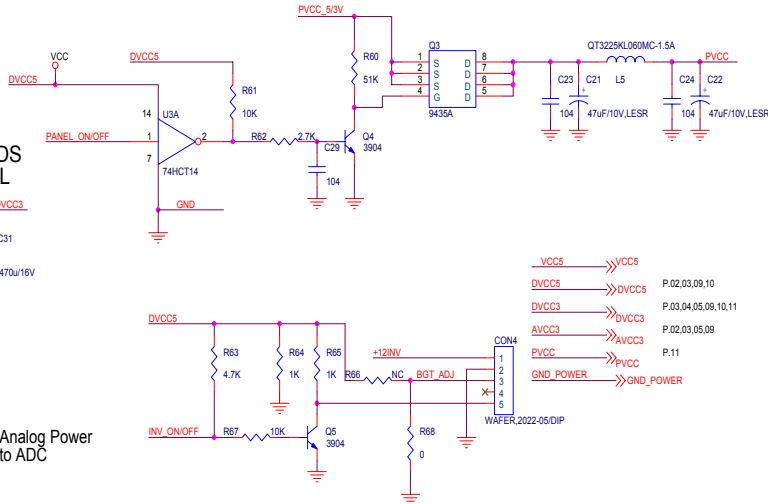 PVCC_5/3V
VCC
DVCC5
DVCC5
R61
10K
R60
51K
Q3
1
2
3
4
S
S
S
G
D
D
D
D
8
7
6
5
9435A
QT3225KL060MC-1.5A
L5
PVCC
C23
104
C21
+
47uF/10V,LESR
C24
104
C22
+
47uF/10V,LESR
14
U3A
PANEL_ON/OFF
1
2
7
74HCT14
R62
2.7K
C29
104
Q4
3904
DS
L
VCC3
GND
C31
470u/16V
VCC5
VCC5
DVCC5
DVCC5
P.02,03,09,10
DVCC3
DVCC3
P.03,04,05,09,10,11
AVCC3
AVCC3
P.02,03,05,09
PVCC
PVCC
P.11
GND_POWER
GND_POWER
DVCC5
R63
4.7K
R64
1K
R65
1K
+12INV
R66
NC
BGT_ADJ
CON4
1
2
3
4
5
WAFER,2022-05/DIP
INV_ON/OFF
R67
10K
Q5
3904
R68
0
Analog Power
to ADC